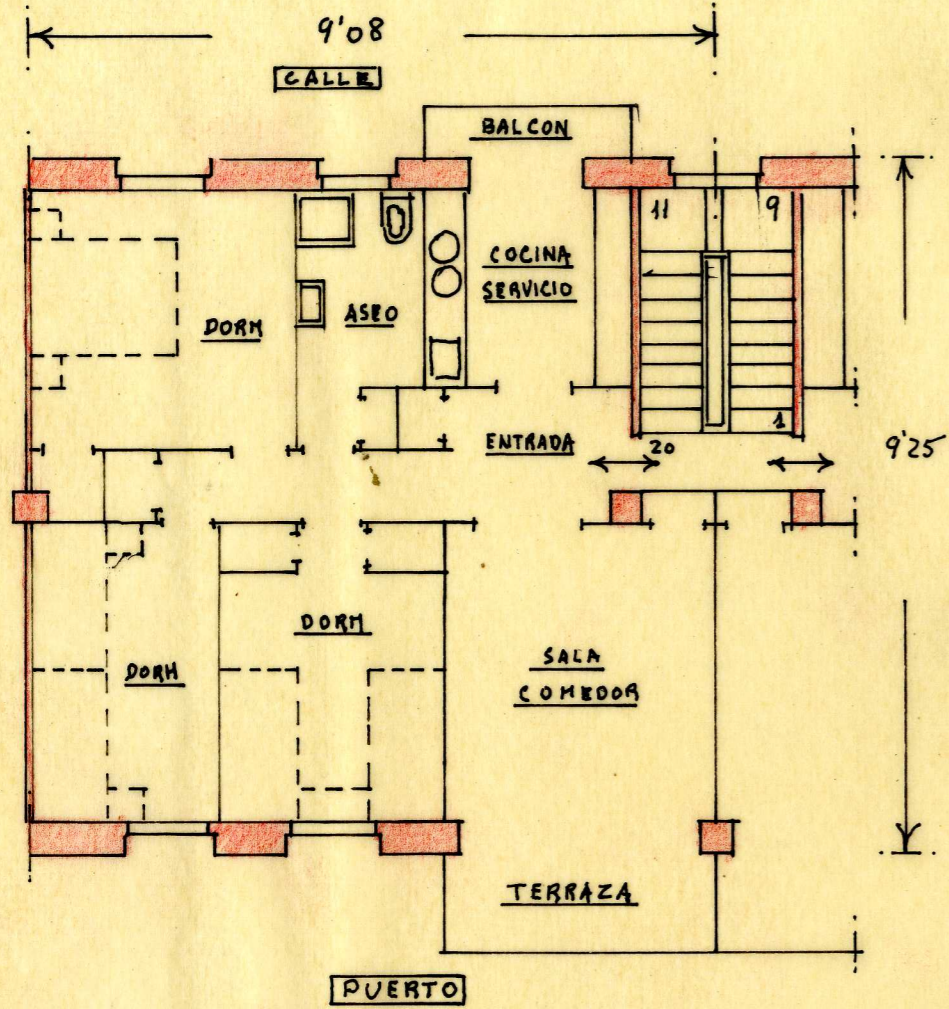 9'08
CALLE
BALCON
11
9
COCINA
SERVICIO
ASEO
DORM
1
ENTRADA
20
9'25
DORM
DORM
SALA
COMEDOR
TERRAZA
PUERTO